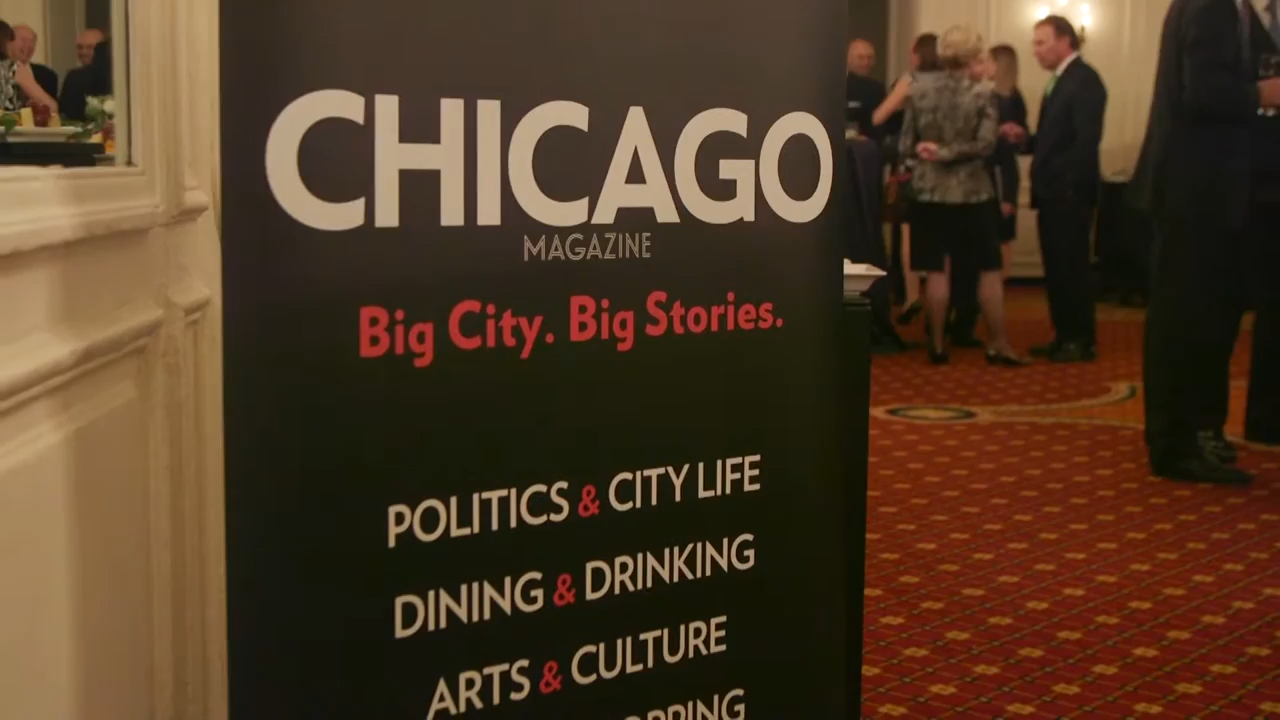 CHICAGO
MAGAZINE
Big City. Big Stories.
POLITICS & CITY LIFE
DINING & DRINKING
ARTS & CULTURE